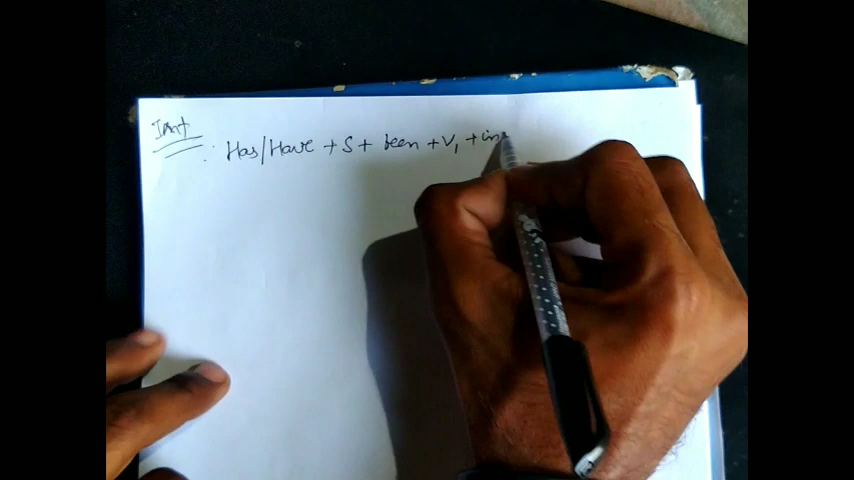 Int
: Has/Have + S + been + V₁ + ing